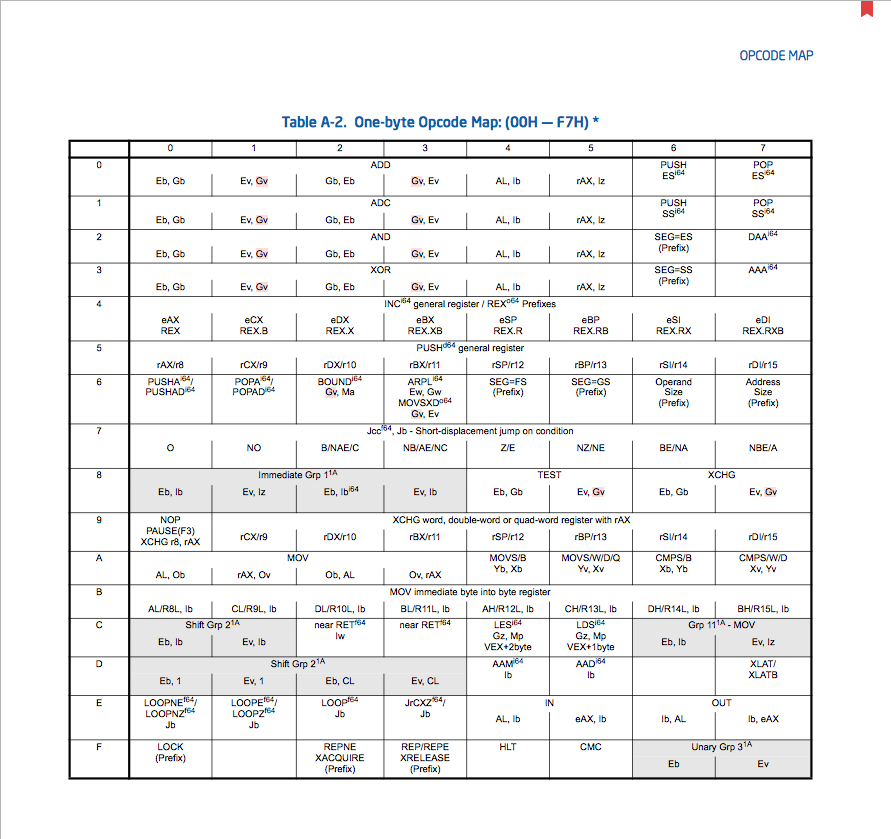 OPCODE MAP
Table A-2. One-byte Opcode Map: (00H — F7H) *
0 1 2 3 4 5 6 7
0 ADD PUSH ES^i64 POP ES^i64
Eb, Gb Ev, Gv Gb, Eb Gv, Ev AL, Ib rAX, Iz
1 ADC PUSH SS^i64 POP SS^i64
Eb, Gb Ev, Gv Gb, Eb Gv, Ev AL, Ib rAX, Iz
2 AND SEG=ES (Prefix) DAA^i64
Eb, Gb Ev, Gv Gb, Eb Gv, Ev AL, Ib rAX, Iz
3 XOR SEG=SS (Prefix) AAA^i64
Eb, Gb Ev, Gv Gb, Eb Gv, Ev AL, Ib rAX, Iz
4 INC^i64 general register / REX^o64 Prefixes
eAX eCX eDX eBX eSP eBP eSI eDI
REX REX.B REX.X REX.XB REX.R REX.RB REX.RX REX.RXB
5 PUSH^d64 general register
rAX/r8 rCX/r9 rDX/r10 rBX/r11 rSP/r12 rBP/r13 rSI/r14 rDI/r15
6 PUSHA^i64/ POPA^i64/ BOUND^i64 ARPL^i64 SEG=FS SEG=GS Operand Address
PUSHAD^i64 POPAD^i64 Gv, Ma Ew, Gw (Prefix) (Prefix) Size Size
MOVSXD^o64 (Prefix) (Prefix)
Gv, Ev
7 Jcc^f64, Jb - Short-displacement jump on condition
O NO B/NAE/C NB/AE/NC Z/E NZ/NE BE/NA NBE/A
8 Immediate Grp 1^1A TEST XCHG
Eb, Ib Ev, Iz Eb, Ib^i64 Ev, Ib Eb, Gb Ev, Gv Eb, Gb Ev, Gv
9 NOP XCHG word, double-word or quad-word register with rAX
PAUSE(F3)
XCHG r8, rAX rCX/r9 rDX/r10 rBX/r11 rSP/r12 rBP/r13 rSI/r14 rDI/r15
A MOV MOVS/B MOVS/W/D/Q CMPS/B CMPS/W/D
Yb, Xb Yv, Xv Xb, Yb Xv, Yv
AL, Ob rAX, Ov Ob, AL Ov, rAX
B MOV immediate byte into byte register
AL/R8L, Ib CL/R9L, Ib DL/R10L, Ib BL/R11L, Ib AH/R12L, Ib CH/R13L, Ib DH/R14L, Ib BH/R15L, Ib
C Shift Grp 2^1A near RET^f64 near RET^f64 LES^i64 LDS^i64 Grp 11^1A - MOV
Iw Gz, Mp Gz, Mp
Eb, Ib Ev, Ib VEX+2byte VEX+1byte Eb, Ib Ev, Iz
D Shift Grp 2^1A AAM^i64 AAD^i64 XLAT/
Ib Ib XLATB
Eb, 1 Ev, 1 Eb, CL Ev, CL
E LOOPNE^f64/ LOOPE^f64/ LOOP^f64 JrCXZ^f64/ IN OUT
LOOPNZ^f64 LOOPZ^f64 Jb Jb
Jb Jb AL, Ib eAX, Ib Ib, AL Ib, eAX
F LOCK REPNE REP/REPE HLT CMC Unary Grp 3^1A
(Prefix) XACQUIRE XRELEASE
(Prefix) (Prefix) Eb Ev